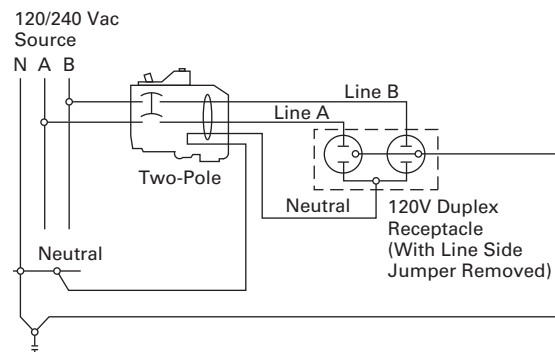 120/240 Vac
Source
N A B
Line B
Line A
Two-Pole
Neutral
120V Duplex
Receptacle
(With Line Side
Jumper Removed)
Neutral